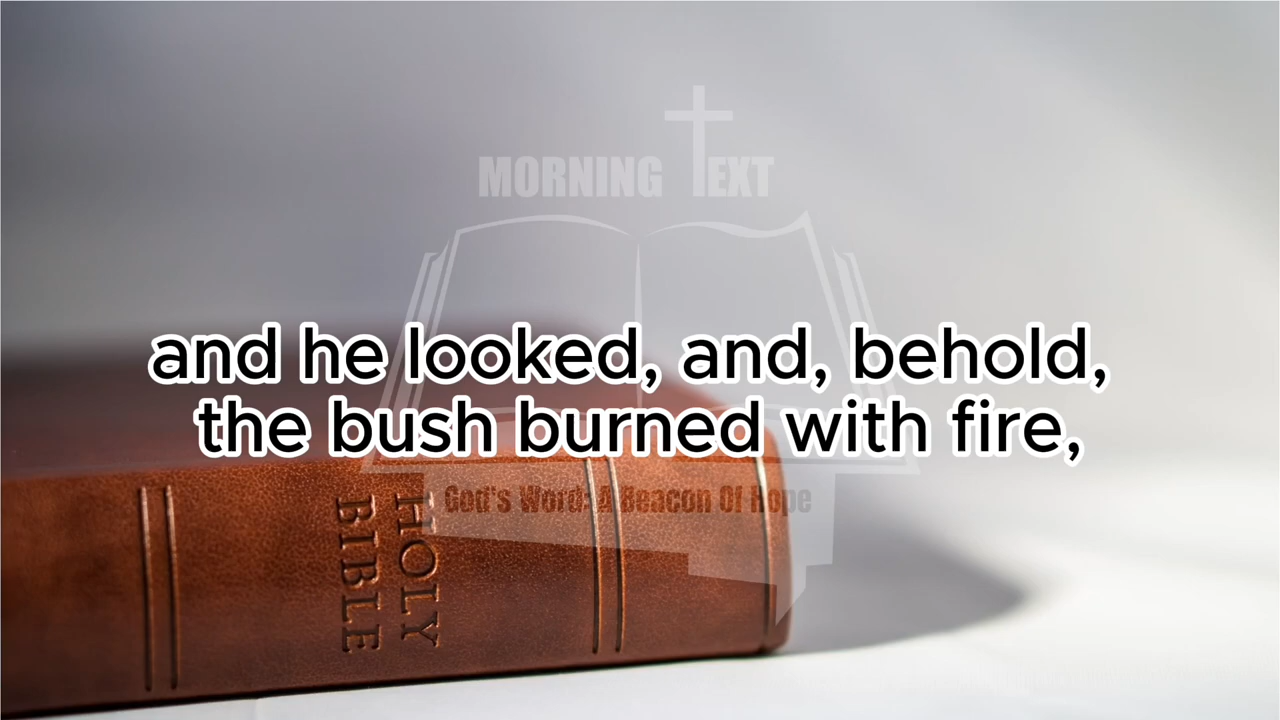 MORNING TEXT
and he looked, and, behold,
the bush burned with fire,
God's Word: A Beacon Of Hope
HOLY
BIBLE